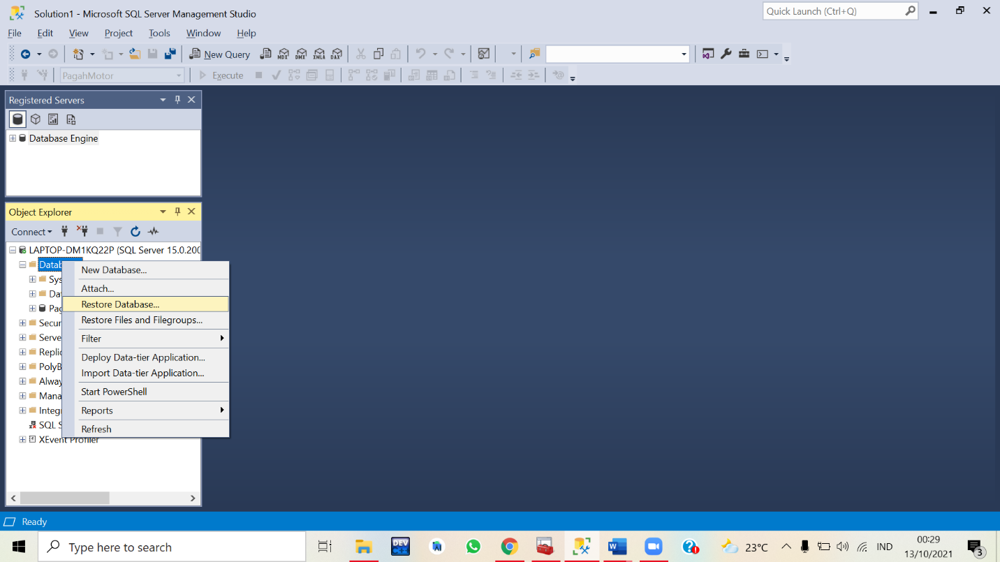 Solution1 - Microsoft SQL Server Management Studio
Quick Launch (Ctrl+Q)
File Edit View Project Tools Window Help
New Query MDX DMX XMLA DAX
PagahMotor Execute
Registered Servers
Database Engine
Object Explorer
Connect
LAPTOP-DM1KQ22P (SQL Server 15.0.200
Datab
New Database...
Sys
Attach...
Dat
Restore Database...
Pag
Restore Files and Filegroups...
Secur
Filter
Serve
Replic
Deploy Data-tier Application...
PolyB
Import Data-tier Application...
Alway
Start PowerShell
Mana
Reports
Integr
SQL S
Refresh
XEvent Profiler
Ready
Type here to search
DEV C++
23°C
IND
00:29
13/10/2021
3